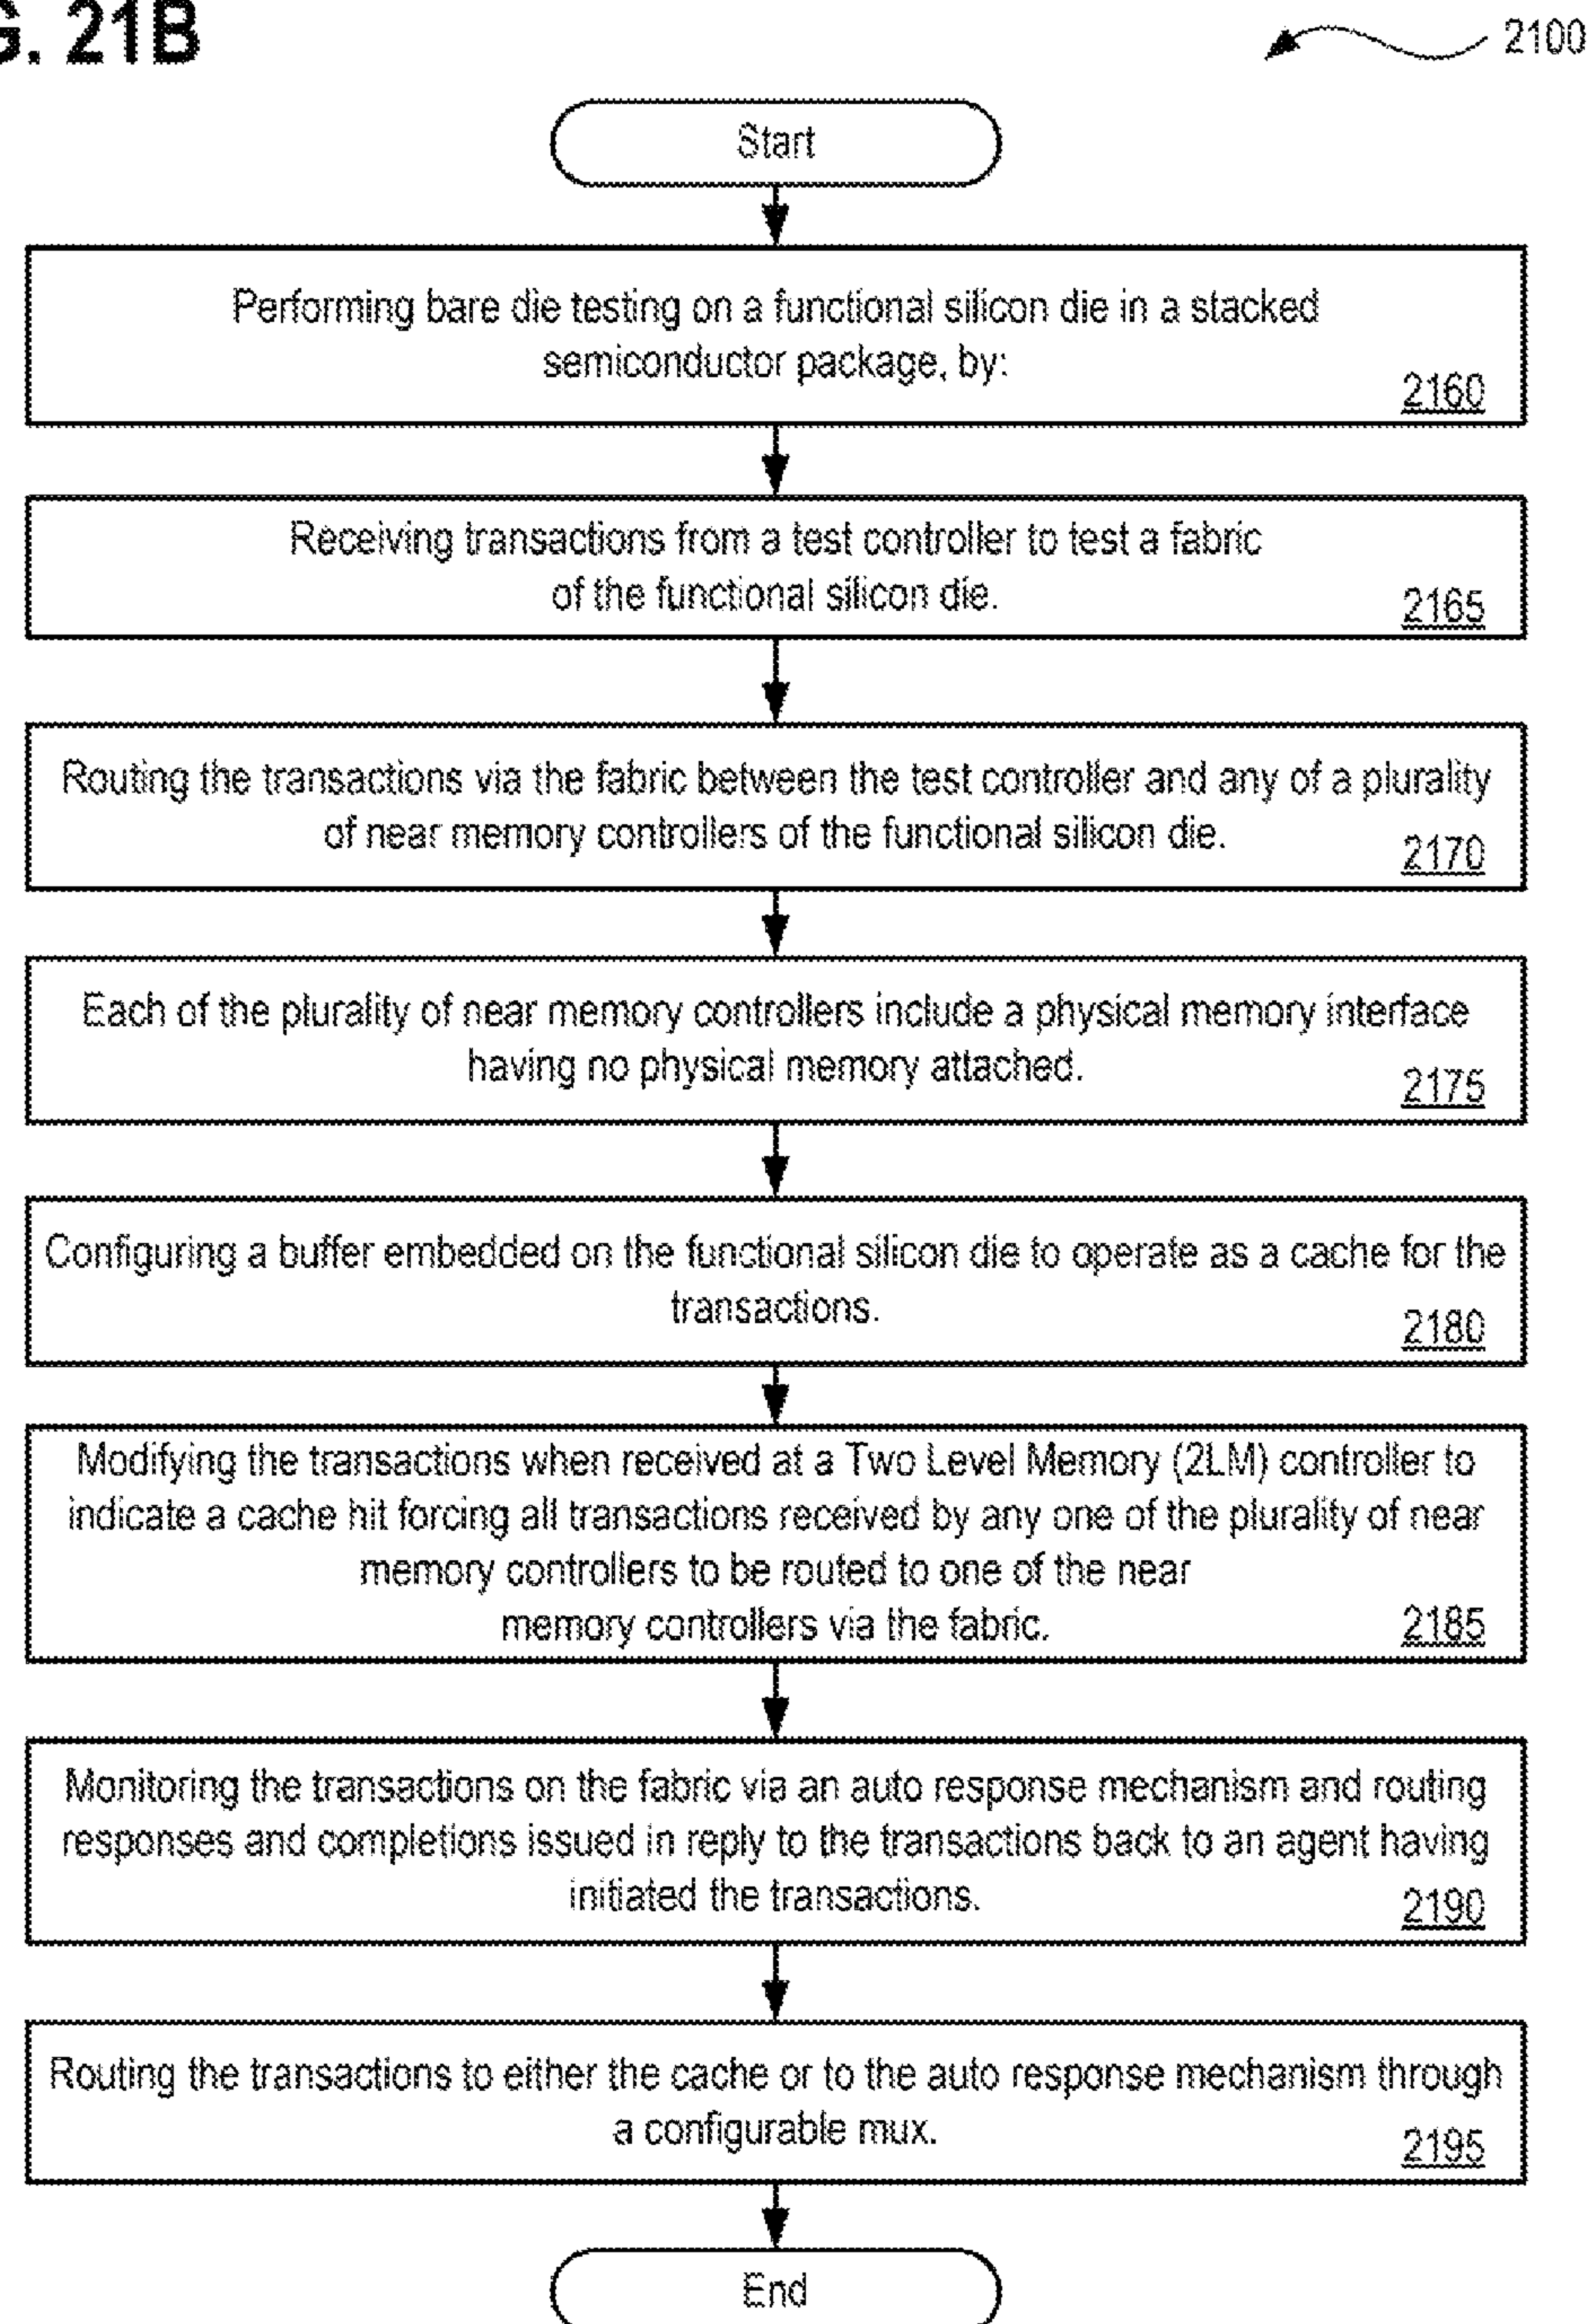 G. 21B
2100
Start
Performing bare die testing on a functional silicon die in a stacked
semiconductor package, by:
2160
Receiving transactions from a test controller to test a fabric
of the functional silicon die.
2165
Routing the transactions via the fabric between the test controller and any of a plurality
of near memory controllers of the functional silicon die.
2170
Each of the plurality of near memory controllers include a physical memory interface
having no physical memory attached.
2175
Configuring a buffer embedded on the functional silicon die to operate as a cache for the
transactions.
2180
Modifying the transactions when received at a Two Level Memory (2LM) controller to
indicate a cache hit forcing all transactions received by any one of the plurality of near
memory controllers to be routed to one of the near
memory controllers via the fabric.
2185
Monitoring the transactions on the fabric via an auto response mechanism and routing
responses and completions issued in reply to the transactions back to an agent having
initiated the transactions.
2190
Routing the transactions to either the cache or to the auto response mechanism through
a configurable mux.
2195
End